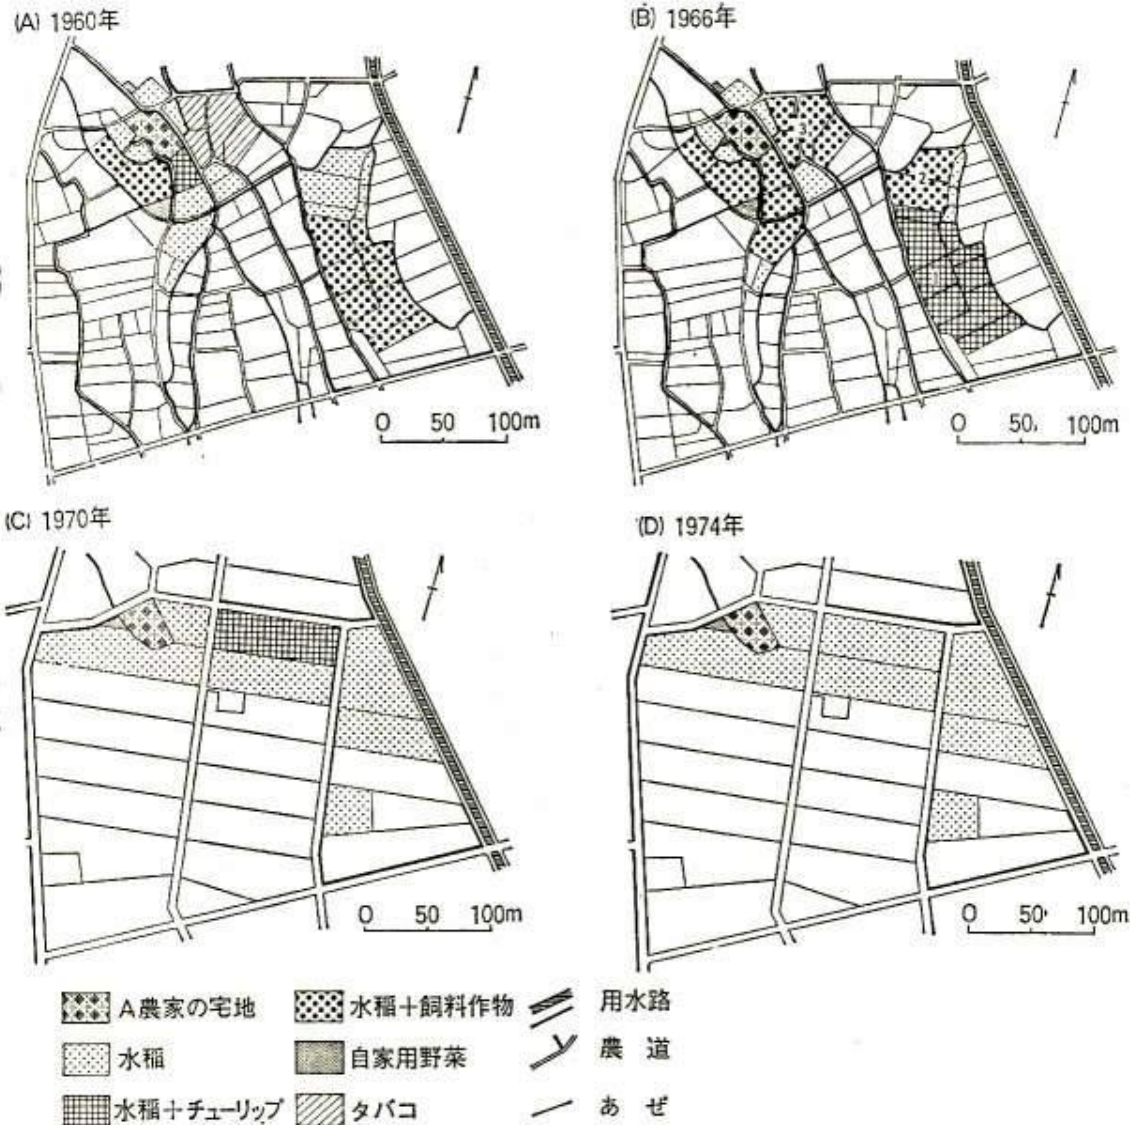 (A) 1960年
(B) 1966年
0 50 100m
0 50 100m
(C) 1970年
(D) 1974年
0 50 100m
0 50 100m
A農家の宅地
水稲+飼料作物
用水路
水稲
自家用野菜
農 道
水稲+チューリップ
タバコ
あ ぜ